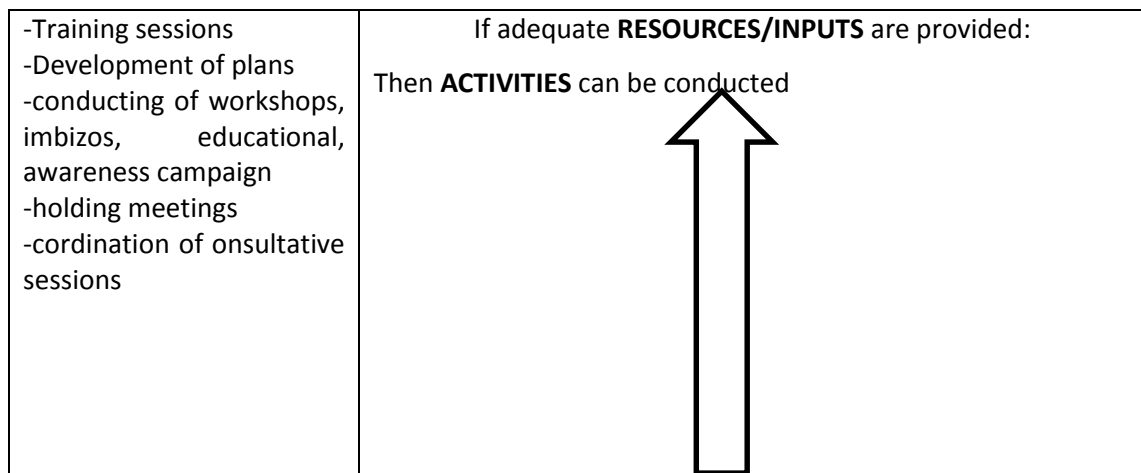 -Training sessions
-Development of plans
-conducting of workshops,
imbizos, educational,
awareness campaign
-holding meetings
-cordination of onsultative
sessions
If adequate RESOURCES/INPUTS are provided:
Then ACTIVITIES can be conducted